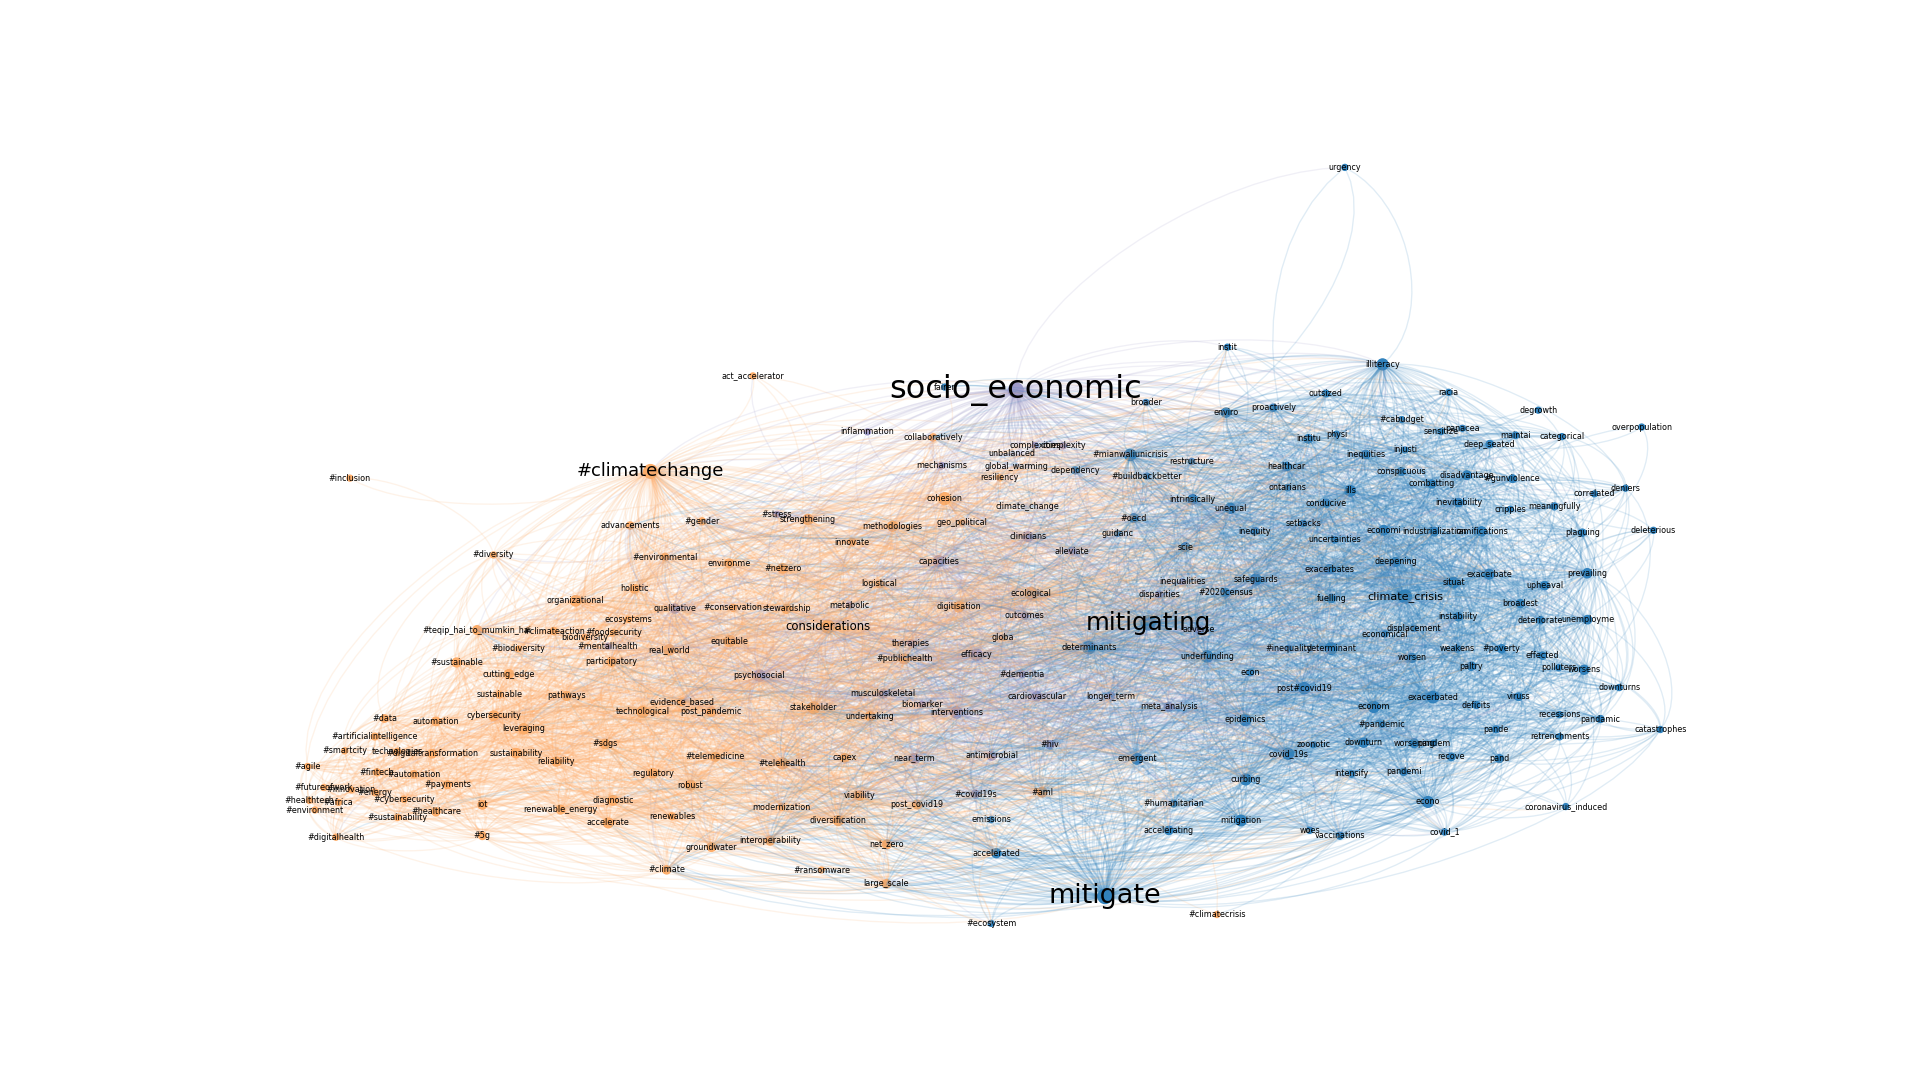 urgency
instit
illiteracy
act_accelerator
socio_economic
outsized
racia
broader
enviro
proactively
degrowth
#cabudget
overpopulation
inflammation
collaboratively
sensitize
panacea
maintai
categorical
institu
physi
complexity
deep_seated
unbalanced
#mianwaliunicrisis
inequities
injusti
mechanisms
global_warming
dependency
restructure
healthcar
#climatechange
conspicuous
disadvantage
#inclusion
resiliency
#buildbackbetter
#gunviolence
combatting
ontarians
ills
correlated
deniers
cohesion
intrinsically
conducive
inevitability
climate_change
unequal
cripples
meaningfully
#stress
strengthening
#gender
advancements
methodologies
geo_political
#oecd
setbacks
inequity
economi
industrialization
ramifications
plaguing
deleterious
clinicians
guidanc
uncertainties
innovate
scie
alleviate
#diversity
#environmental
environme
#netzero
capacities
deepening
exacerbates
exacerbate
prevailing
logistical
inequalities
safeguards
situat
upheaval
holistic
ecological
disparities
#2020census
fuelling
climate_crisis
organizational
qualitative
#conservation
stewardship
metabolic
digitisation
broadest
outcomes
instability
deteriorate
unemployme
ecosystems
considerations
mitigating
adverse
displacement
economical
#teqip_hai_to_mumkin_hai
#climateaction
#foodsecurity
biodiversity
globa
equitable
therapies
determinants
#inequality
determinant
weakens
#poverty
#biodiversity
#mentalhealth
real_world
efficacy
underfunding
worsen
effected
#sustainable
participatory
#publichealth
paltry
polluters
worsens
cutting_edge
psychosocial
#dementia
econ
post#covid19
downturns
sustainable
pathways
musculoskeletal
cardiovascular
longer_term
exacerbated
viruss
evidence_based
biomarker
meta_analysis
econom
deficits
#data
cybersecurity
technological
post_pandemic
stakeholder
undertaking
interventions
epidemics
recessions
pandamic
automation
#pandemic
leveraging
pande
catastrophes
#artificialintelligence
#sdgs
retrenchments
#hiv
zoonotic
downturn
worsening
pandem
#smartcity
technologies
#digitaltransformation
sustainability
reliability
#telemedicine
capex
near_term
antimicrobial
emergent
covid_19s
recove
pand
#agile
#telehealth
#fintech
#automation
regulatory
intensify
pandemi
#futureofwork
#innovation
#energy
#payments
robust
curbing
#healthtech
#africa
#cybersecurity
iot
diagnostic
viability
#covid19s
#aml
#humanitarian
econo
#environment
#healthcare
renewable_energy
modernization
post_covid19
coronavirus_induced
#sustainability
accelerate
renewables
diversification
emissions
mitigation
#digitalhealth
#5g
interoperability
accelerating
woes
vaccinations
covid_1
groundwater
net_zero
accelerated
#climate
#ransomware
large_scale
mitigate
#climatecrisis
#ecosystem